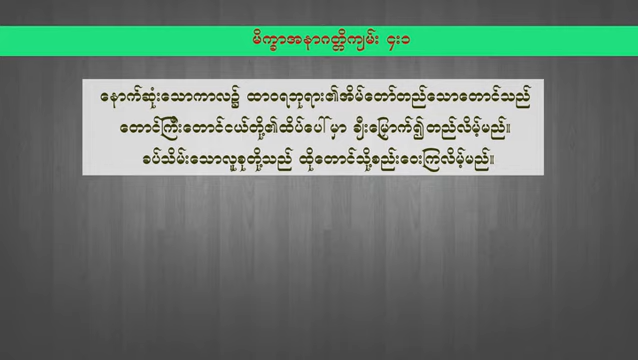 မိက္ခာအနာဂတ္တိကျမ်း ၄း၁
နောက်ဆုံးသောကာလ၌ ထာဝရဘုရား၏အိမ်တော်တည်သောတောင်သည်
တောင်ကြီးတောင်ငယ်တို့၏ထိပ်ပေါ်မှာ ချီးမြှောက်၍တည်လိမ့်မည်။
ခပ်သိမ်းသောလူစုတို့သည် ထိုတောင်သို့စည်းဝေးကြလိမ့်မည်။